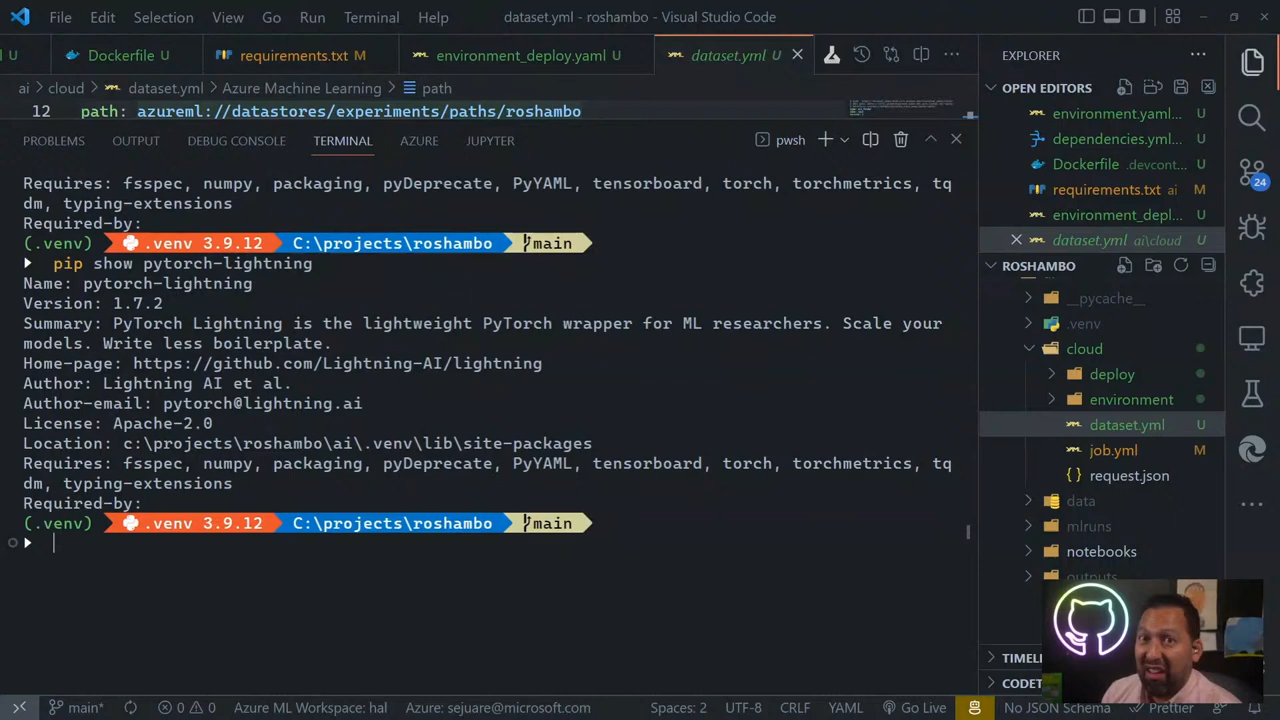 File Edit Selection View Go Run Terminal Help dataset.yml - roshambo - Visual Studio Code
l U Dockerfile U requirements.txt M environment_deploy.yaml U dataset.yml U
ai > cloud > dataset.yml > Azure Machine Learning > path
12 path: azureml://datastores/experiments/paths/roshambo
PROBLEMS OUTPUT DEBUG CONSOLE TERMINAL AZURE JUPYTER pwsh
Requires: fsspec, numpy, packaging, pyDeprecate, PyYAML, tensorboard, torch, torchmetrics, tq
dm, typing-extensions
Required-by:
(.venv) .venv 3.9.12 C:\projects\roshambo main
pip show pytorch-lightning
Name: pytorch-lightning
Version: 1.7.2
Summary: PyTorch Lightning is the lightweight PyTorch wrapper for ML researchers. Scale your
models. Write less boilerplate.
Home-page: https://github.com/Lightning-AI/lightning
Author: Lightning AI et al.
Author-email: pytorch@lightning.ai
License: Apache-2.0
Location: c:\projects\roshambo\ai\.venv\lib\site-packages
Requires: fsspec, numpy, packaging, pyDeprecate, PyYAML, tensorboard, torch, torchmetrics, tq
dm, typing-extensions
Required-by:
(.venv) .venv 3.9.12 C:\projects\roshambo main
EXPLORER
OPEN EDITORS
environment.yaml... U
dependencies.yml... U
Dockerfile .devcont... U
requirements.txt ai M
environment_depl... U
dataset.yml ai\cloud U
ROSHAMBO
__pycache__
.venv
cloud
deploy
environment
dataset.yml U
job.yml M
request.json
data
mlruns
notebooks
outputs
TIMELI
CODET
24
main* 0 0 Azure ML Workspace: hal Azure: sejuare@microsoft.com Spaces: 2 UTF-8 CRLF YAML Go Live No JSON Schema Prettier